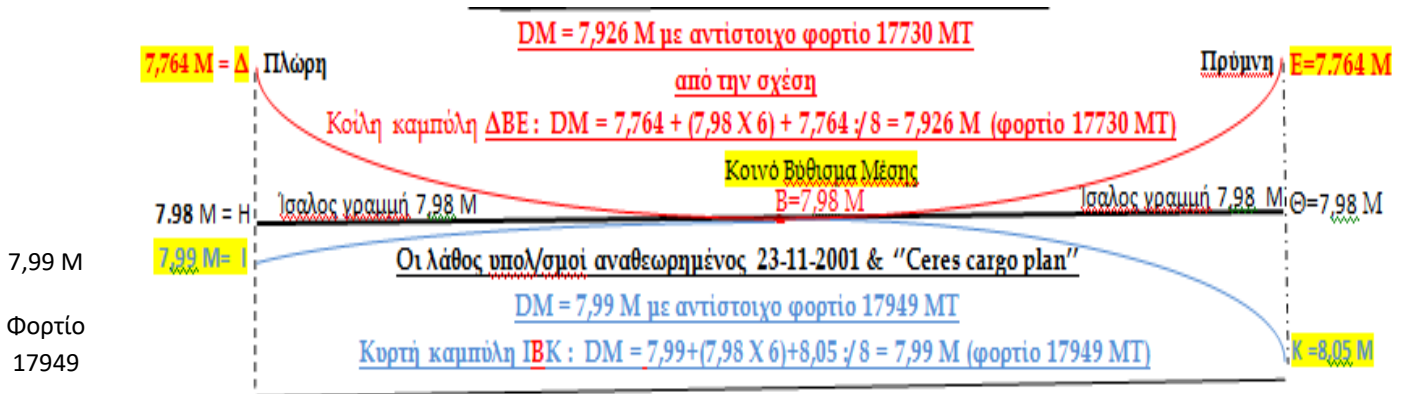 DM = 7,926 M με αντίστοιχο φορτίο 17730 MT
7,764 M = Δ Πλώρη
Πρύμνη E=7.764 M
από την σχέση
Κοίλη καμπύλη ΔΒΕ : DM = 7,764 + (7,98 X 6) + 7,764 :/ 8 = 7,926 M (φορτίο 17730 MT)
Κοινό Βύθισμα Μέσης
7.98 M = H Ίσαλος γραμμή 7,98 M
B=7,98 M
Ίσαλος γραμμή 7,98 M Θ=7,98 M
7,99 M
7,99 M= I
Οι λάθος υπολ/σμοί αναθεωρημένος 23-11-2001 & ‘‘Ceres cargo plan’’
DM = 7,99 M με αντίστοιχο φορτίο 17949 MT
Φορτίο
17949
Κυρτή καμπύλη ΙΒΚ : DM = 7,99+(7,98 X 6)+8,05 :/ 8 = 7,99 M (φορτίο 17949 MT)
K =8,05 M